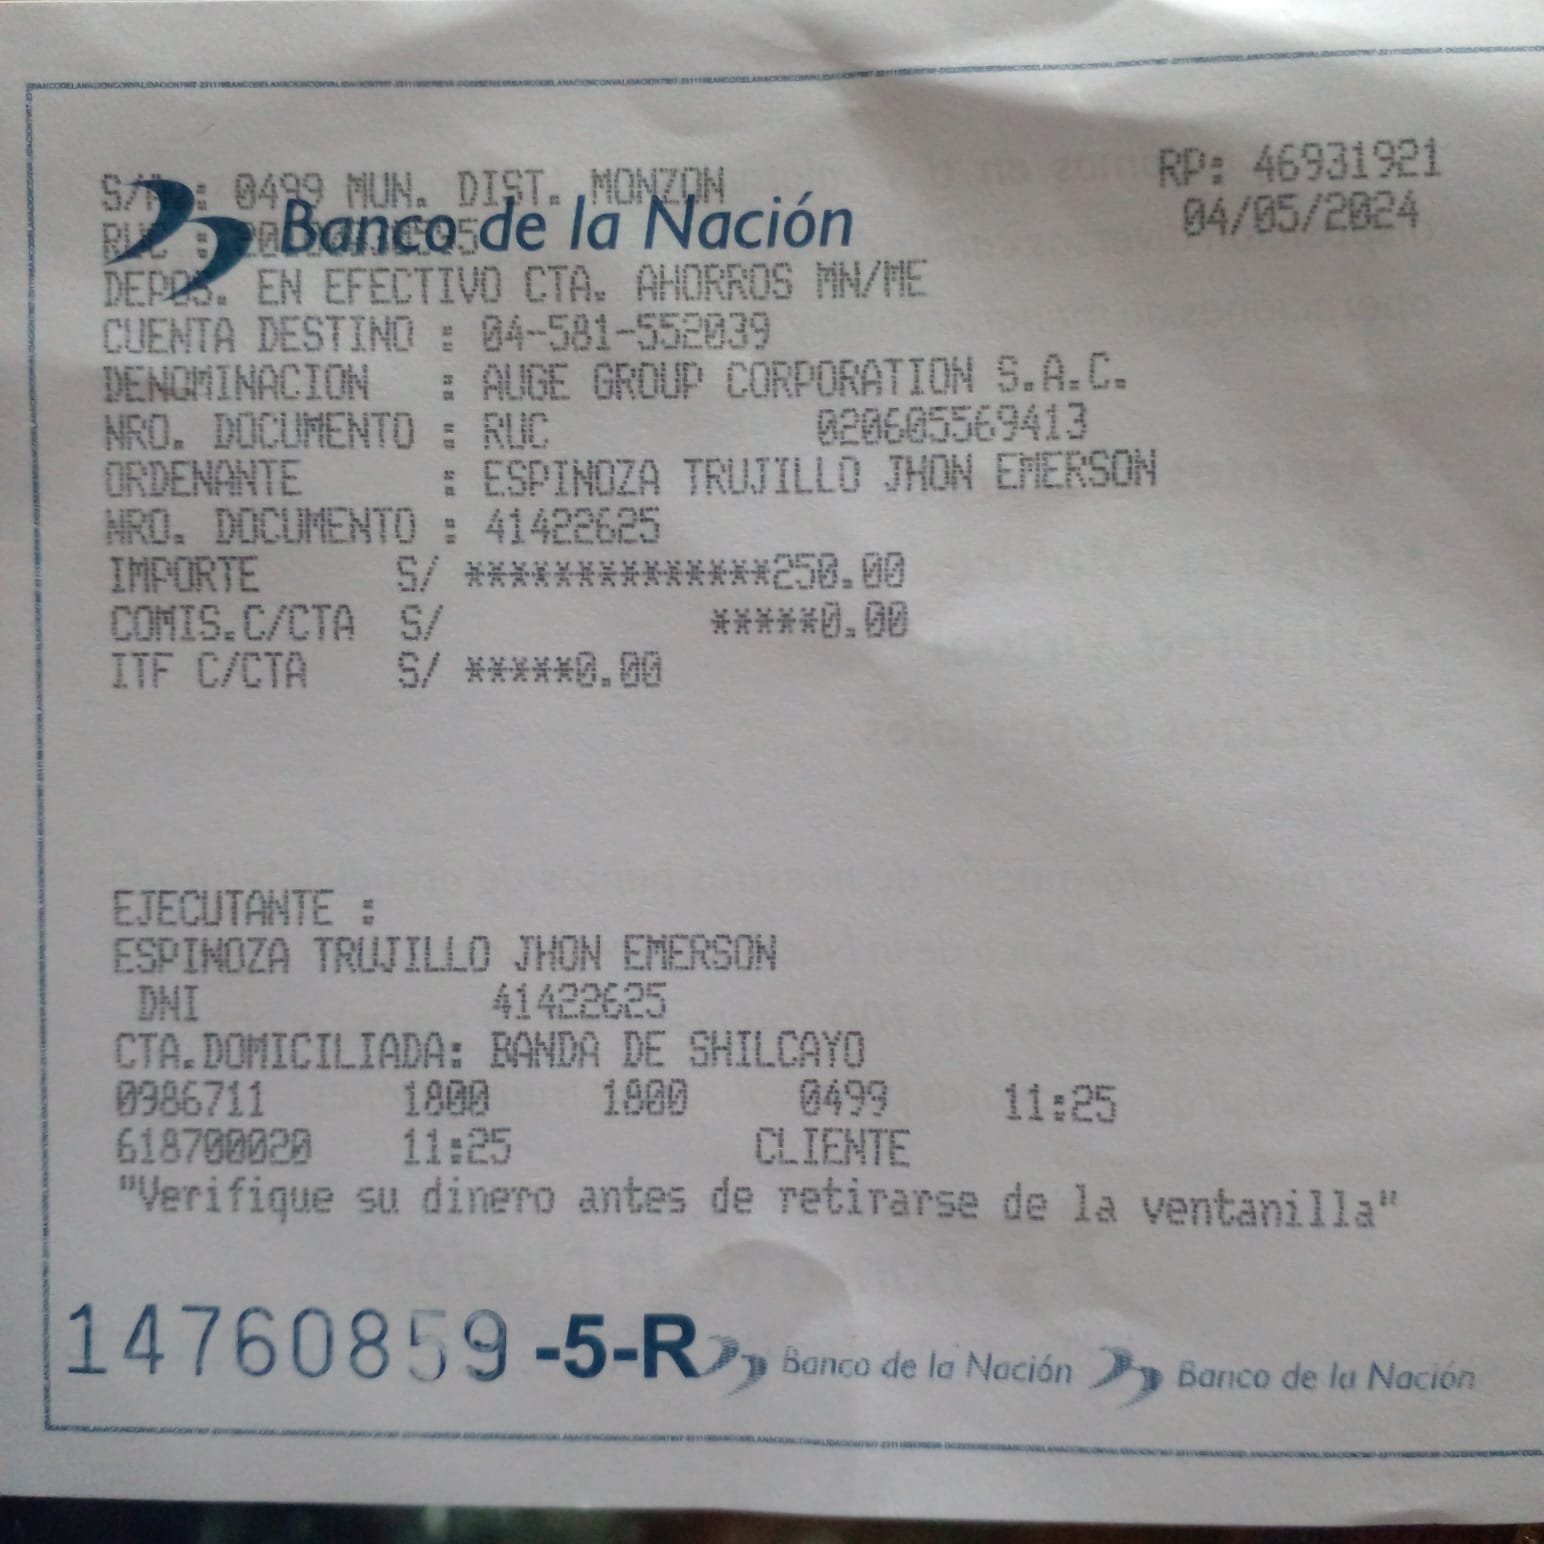 RP: 46931921
S/A : 0499 MUN. DIST. MONZON
04/05/2024
Banco de la Nación
RUC :
DEPOS. EN EFECTIVO CTA. AHORROS MN/ME
CUENTA DESTINO : 04-581-552039
DENOMINACION : AUGE GROUP CORPORATION S.A.C.
NRO. DOCUMENTO : RUC 020605569413
ORDENANTE : ESPINOZA TRUJILLO JHON EMERSON
NRO. DOCUMENTO : 41422625
IMPORTE S/ **************250.00
COMIS.C/CTA S/ *****0.00
ITF C/CTA S/ *****0.00
EJECUTANTE :
ESPINOZA TRUJILLO JHON EMERSON
DNI 41422625
CTA.DOMICILIADA: BANDA DE SHILCAYO
0986711 1800 1800 0499 11:25
618700020 11:25 CLIENTE
"Verifique su dinero antes de retirarse de la ventanilla"
14760859 -5-R Banco de la Nación Banco de la Nación